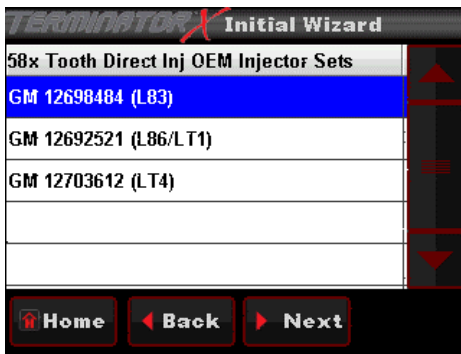 TERMINATOR X Initial Wizard
58x Tooth Direct Inj OEM Injector Sets
GM 12698484 (L83)
GM 12692521 (L86/LT1)
GM 12703612 (LT4)
Home Back Next